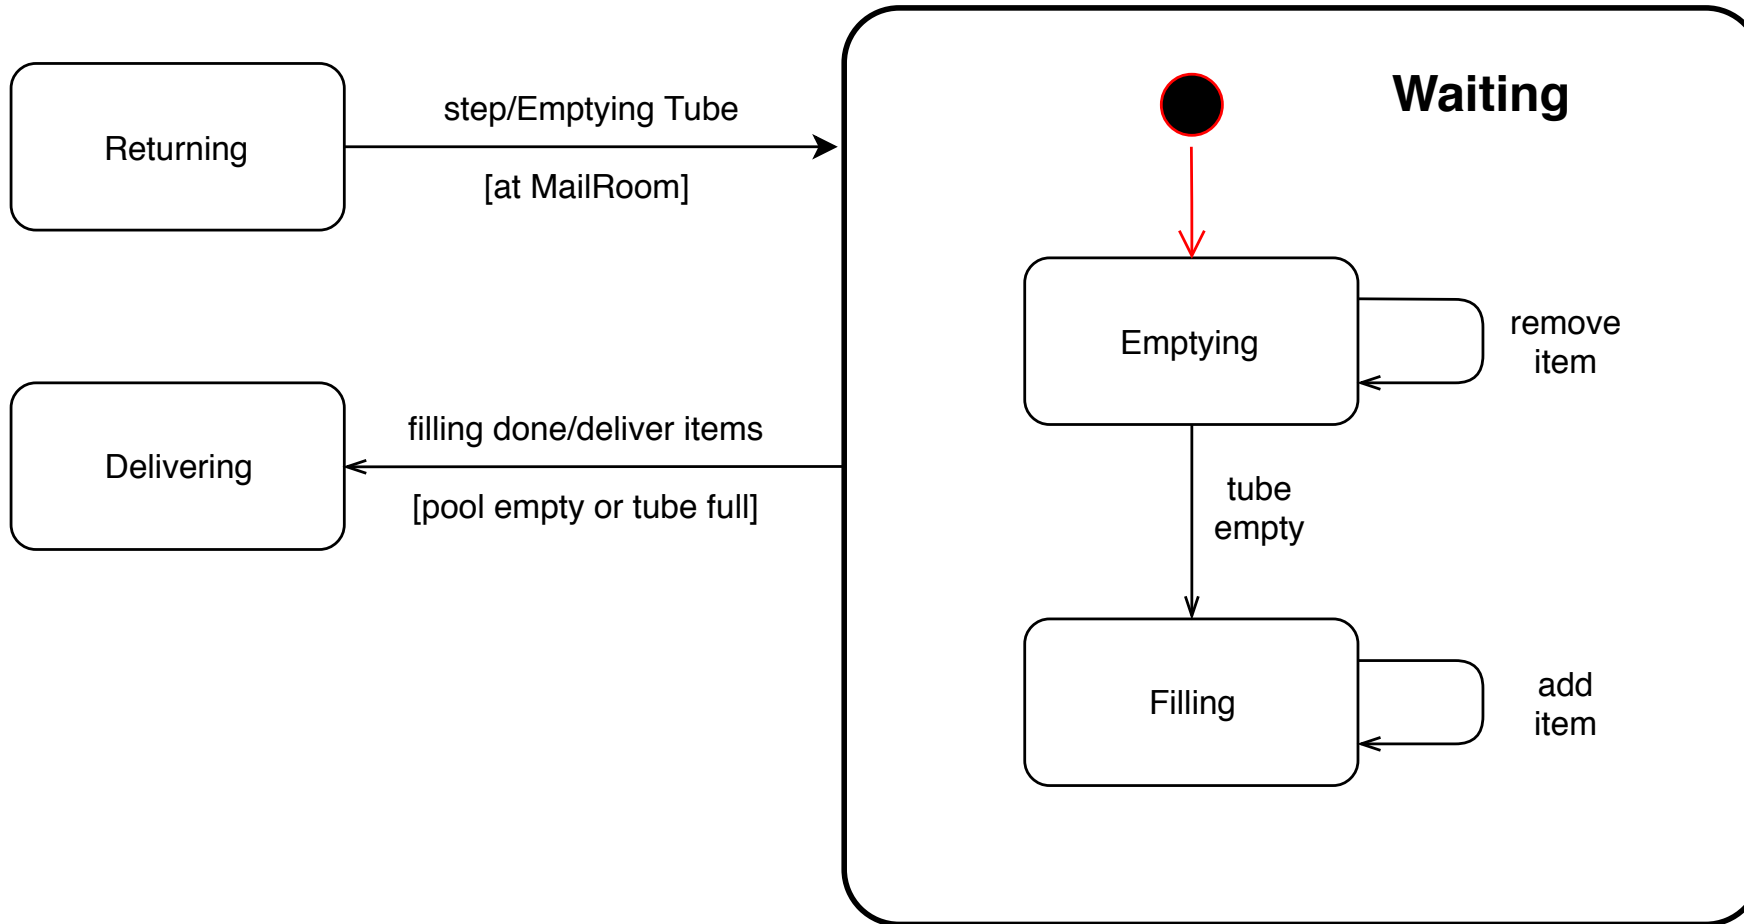 Waiting
step/Emptying Tube
Returning
[at MailRoom]
Emptying
remove
item
filling done/deliver items
Delivering
[pool empty or tube full]
tube
empty
Filling
add
item